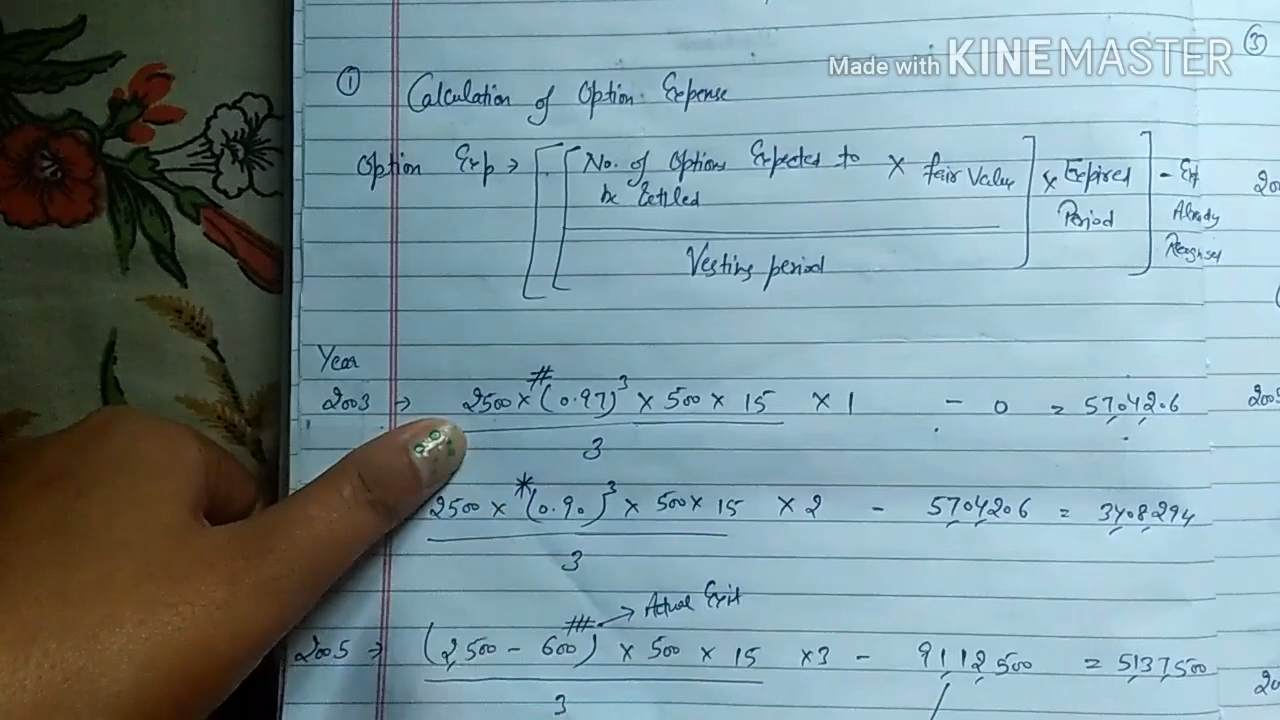 Made with KINEMASTER
③
① Calculation of Option Expense
Option Exp → [[No. of Options Expected to × fair Value] × Expired] - Exp
be Settled Period Already
Vesting period
200
Year
2003 → 2500 × #(0.97)³ × 500 × 15 × 1 - 0 = 5704206
3
2500 × *(0.90)³ × 500 × 15 × 2 - 5704206 = 3408294
3
## → Actual Exit
2005 → (2500 - 600) × 500 × 15 × 3 - 9112500 = 5137500
3